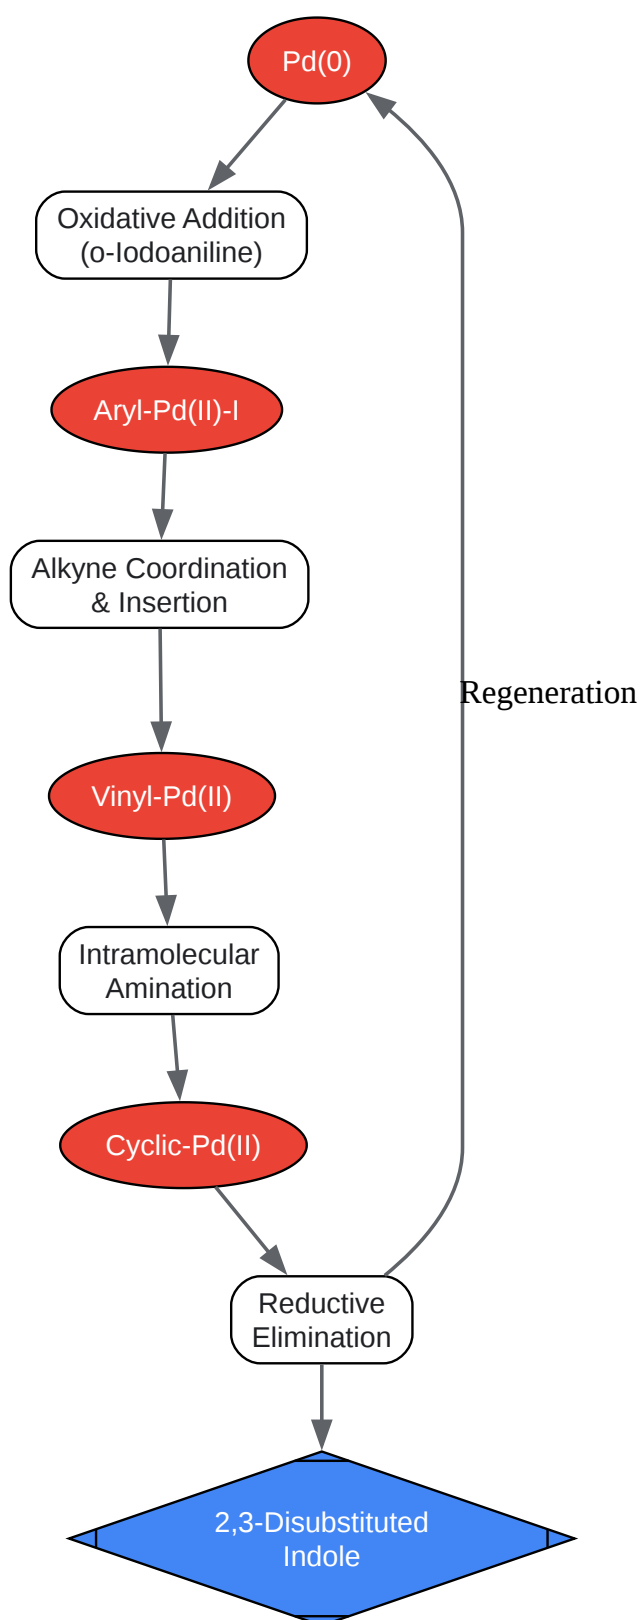 Pd(0)
Oxidative Addition
(o-Iodoaniline)
Aryl-Pd(II)-I
Alkyne Coordination
& Insertion
Regeneration
Vinyl-Pd(II)
Intramolecular
Amination
Cyclic-Pd(II)
Reductive
Elimination
2,3-Disubstituted
Indole